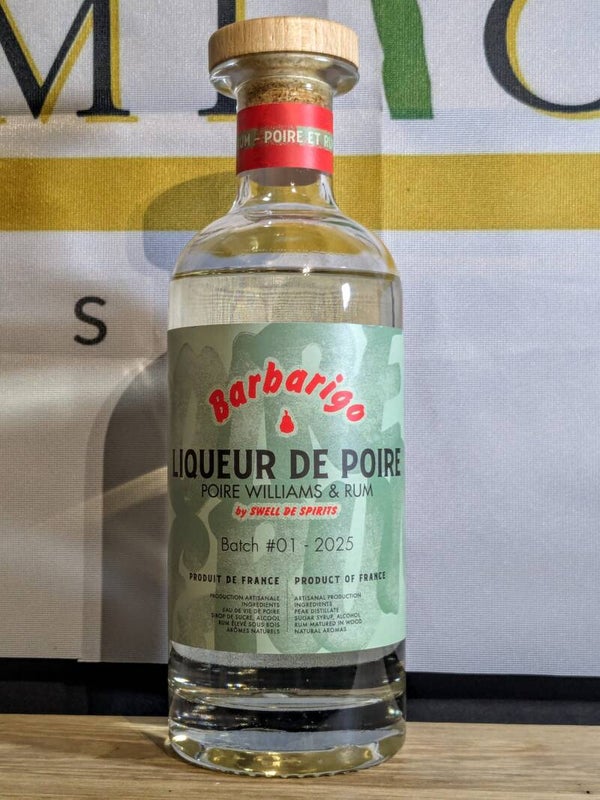 S
UM - POIRE ET RU
Barbarigo
LIQUEUR DE POIRE
POIRE WILLIAMS & RUM
by SWELL DE SPIRITS
Batch #01 - 2025
PRODUIT DE FRANCE
PRODUCTION ARTISANALE
INGRÉDIENTS
EAU DE VIE DE POIRE
SIROP DE SUCRE, ALCOOL
RUM ÉLEVÉ SOUS BOIS
ARÔMES NATURELS
PRODUCT OF FRANCE
ARTISANAL PRODUCTION
INGREDIENTS
PEAR DISTILLATE
SUGAR SYRUP, ALCOHOL
RUM MATURED IN WOOD
NATURAL AROMAS